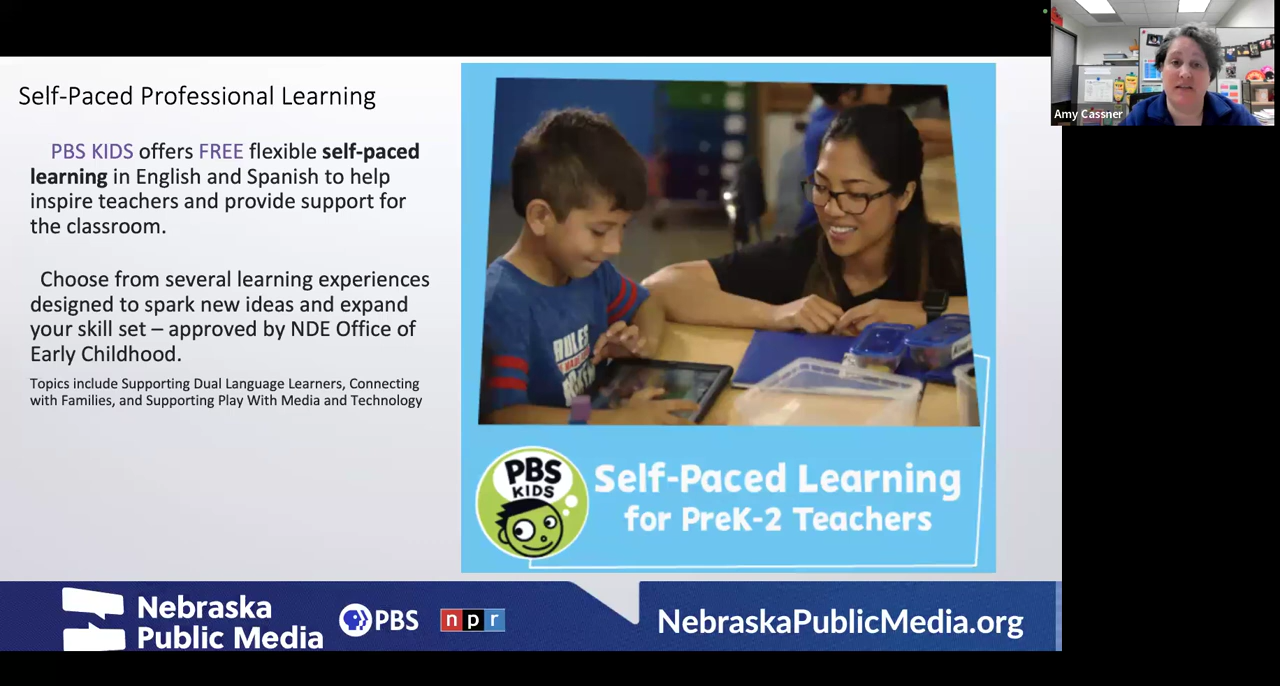 Self-Paced Professional Learning
PBS KIDS offers FREE flexible self-paced
learning in English and Spanish to help
inspire teachers and provide support for
the classroom.
Choose from several learning experiences
designed to spark new ideas and expand
your skill set – approved by NDE Office of
Early Childhood.
Topics include Supporting Dual Language Learners, Connecting
with Families, and Supporting Play With Media and Technology
RULES
PBS
KIDS
Self-Paced Learning
for PreK-2 Teachers
Nebraska
Public Media
PBS
npr
NebraskaPublicMedia.org
Amy Cassner